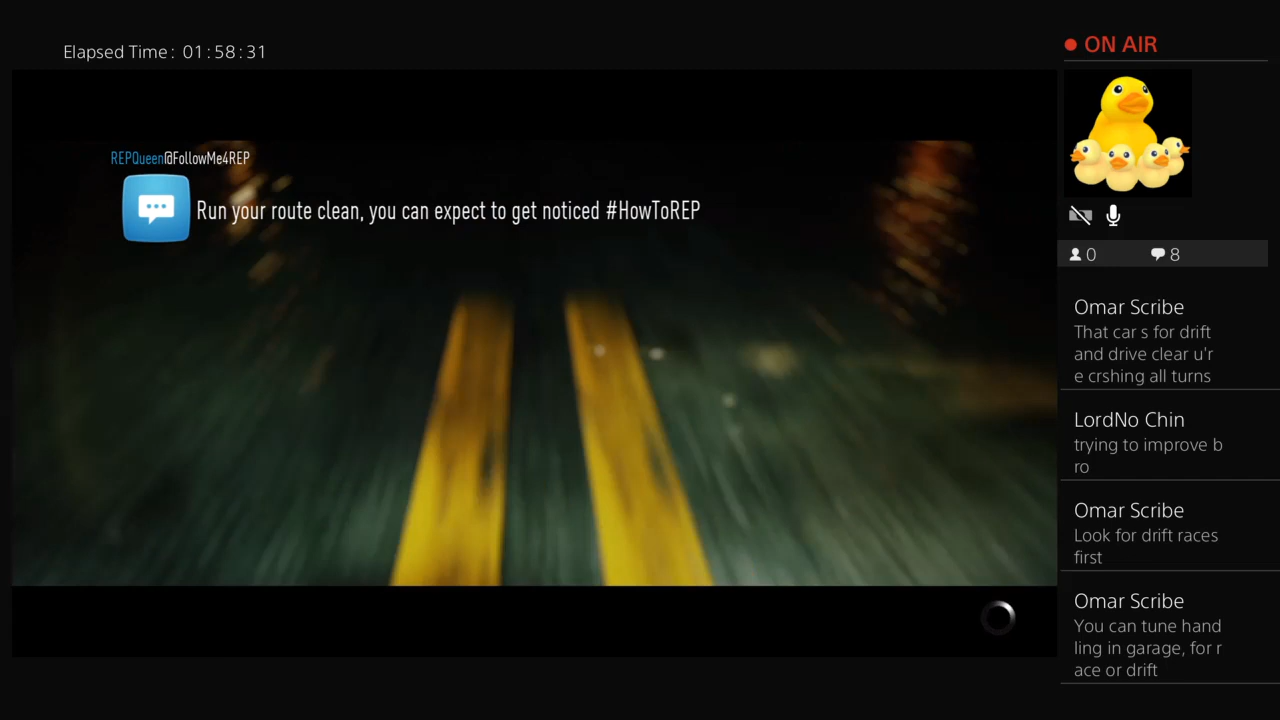 Elapsed Time: 01:58:31
ON AIR
REPQueen@FollowMe4REP
Run your route clean, you can expect to get noticed #HowToREP
0 8
Omar Scribe
That car s for drift
and drive clear u'r
e crshing all turns
LordNo Chin
trying to improve b
ro
Omar Scribe
Look for drift races
first
Omar Scribe
You can tune hand
ling in garage, for r
ace or drift